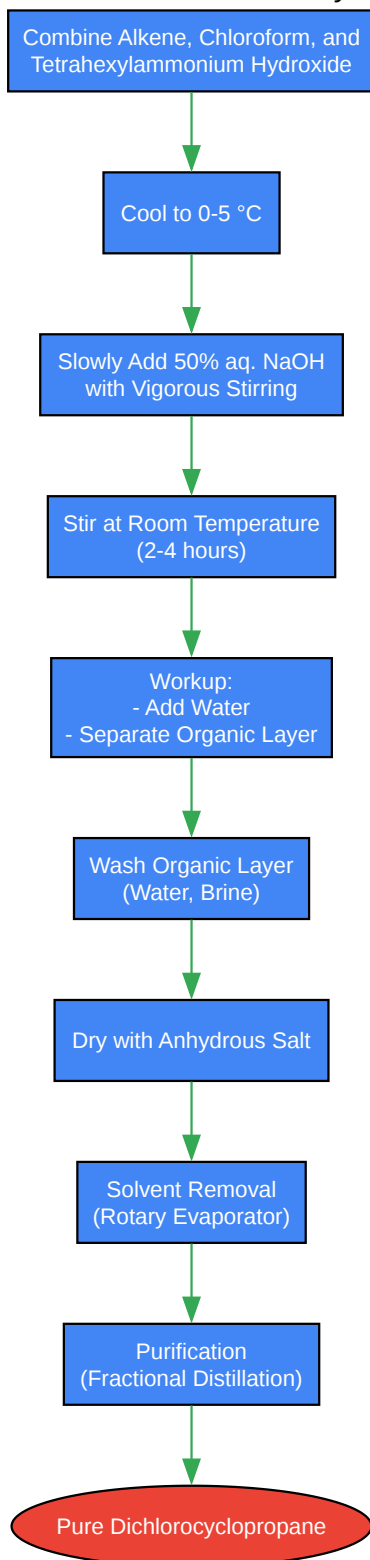 Combine Alkene, Chloroform, and
Tetrahexylammonium Hydroxide
Cool to 0-5 °C
Slowly Add 50% aq. NaOH
with Vigorous Stirring
Stir at Room Temperature
(2-4 hours)
Workup:
- Add Water
- Separate Organic Layer
Wash Organic Layer
(Water, Brine)
Dry with Anhydrous Salt
Solvent Removal
(Rotary Evaporator)
Purification
(Fractional Distillation)
Pure Dichlorocyclopropane